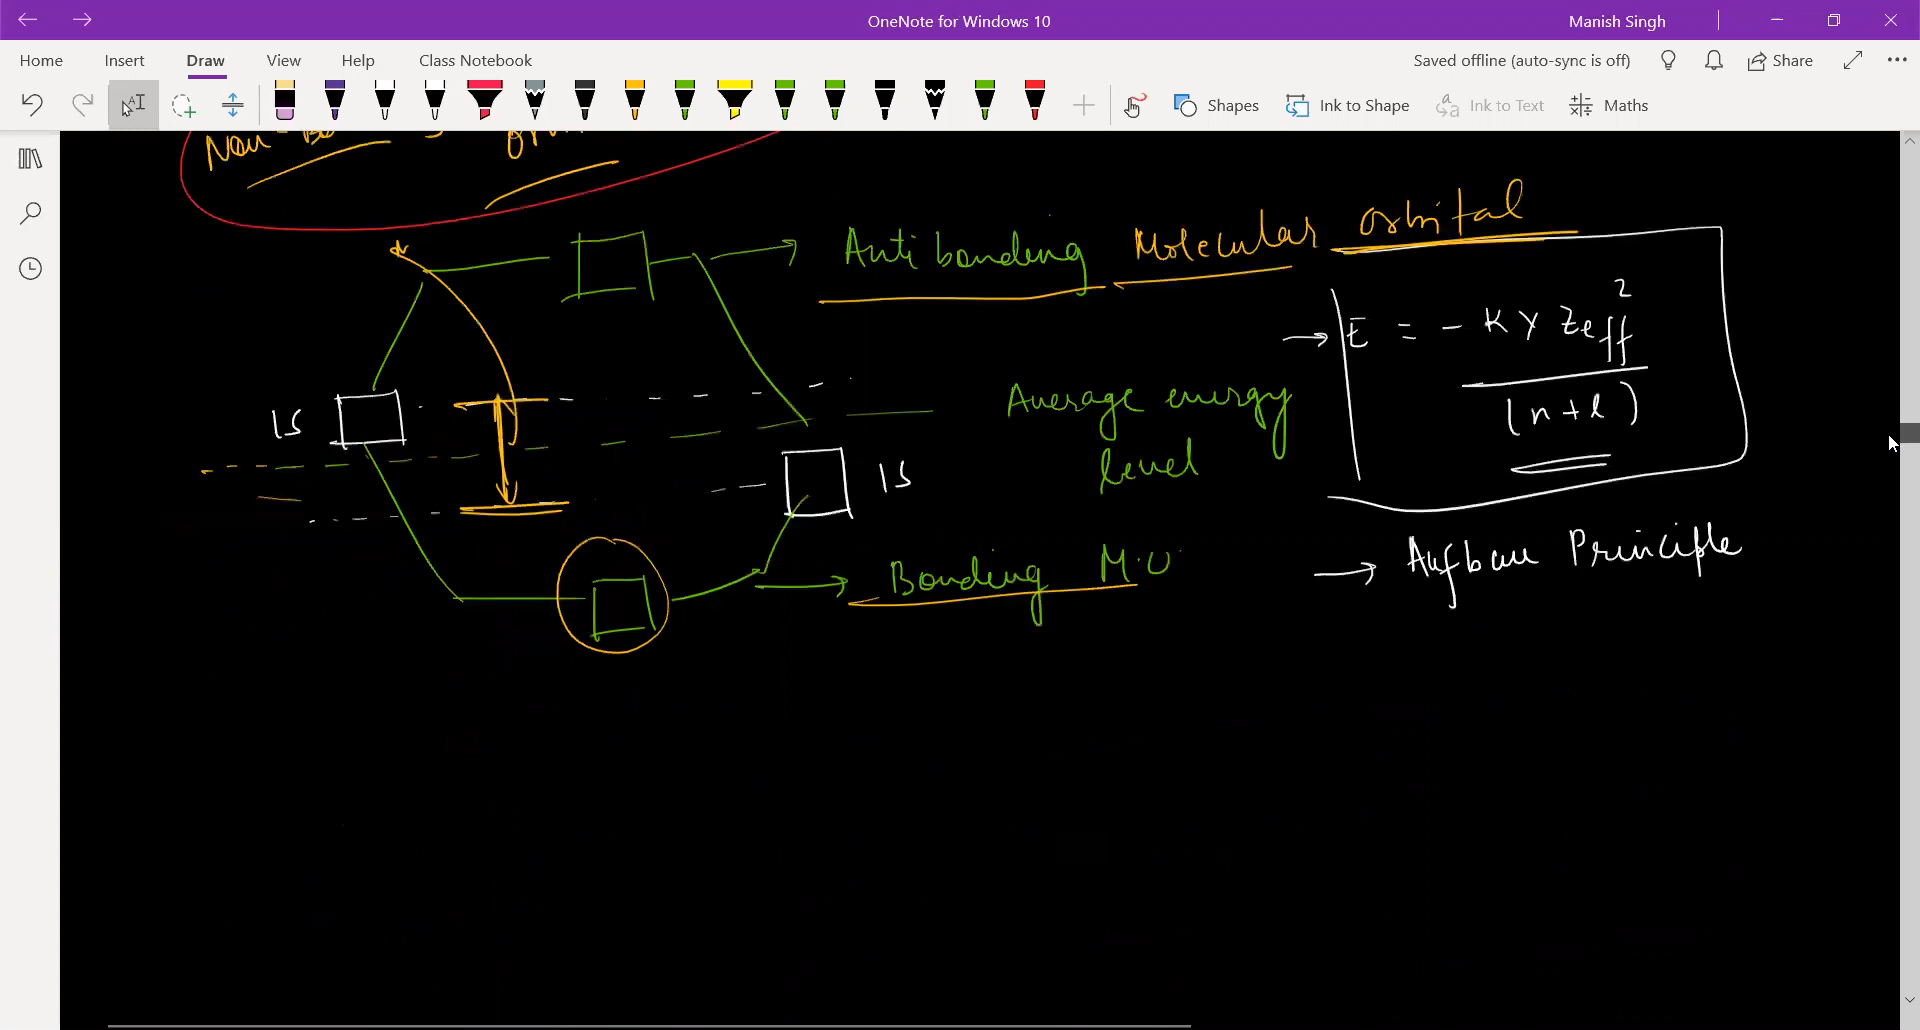 OneNote for Windows 10
Manish Singh
Home Insert Draw View Help Class Notebook
Saved offline (auto-sync is off) Share
Shapes Ink to Shape Ink to Text Maths
Non -
Anti bonding Molecular orbital
E = - K x Zeff²
(n + l)
1S
Average energy
level
1S
Bonding M.O
→ Aufbau Principle